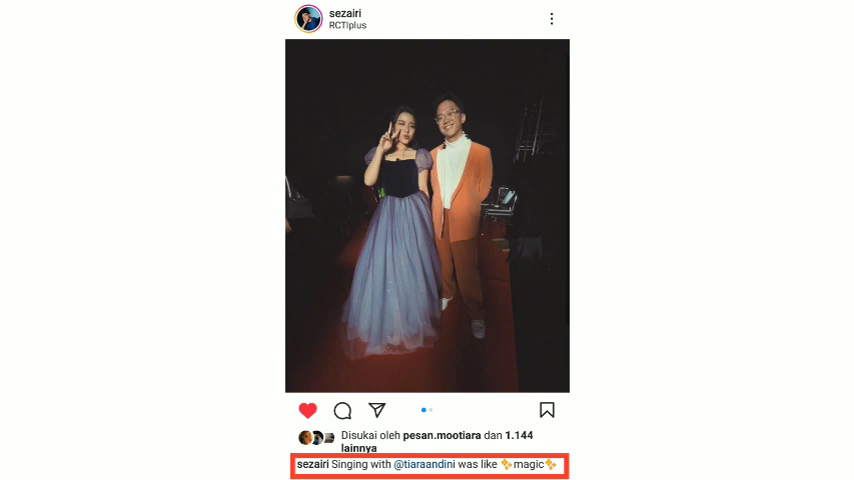 sezairi
RCTIplus
Disukai oleh pesan.mootiara dan 1.144
lainnya
sezairi Singing with @tiaraandini was like ✨magic✨